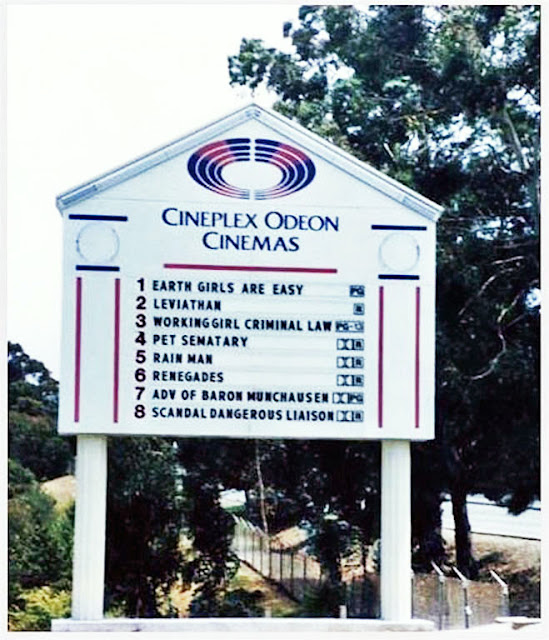 CINEPLEX ODEON
CINEMAS
1 EARTH GIRLS ARE EASY PG
2 LEVIATHAN R
3 WORKINGGIRL CRIMINAL LAW PG-13
4 PET SEMATARY R
5 RAIN MAN R
6 RENEGADES R
7 ADV OF BARON MUNCHAUSEN PG
8 SCANDAL DANGEROUS LIAISON R